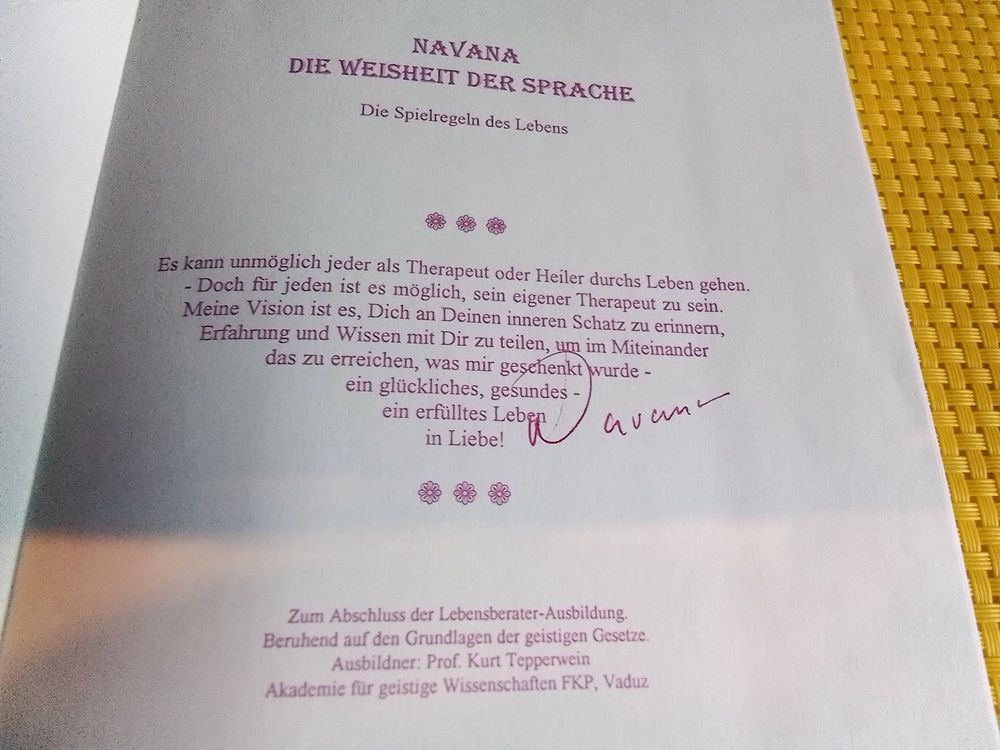 NAVANA
DIE WEISHEIT DER SPRACHE
Die Spielregeln des Lebens
Es kann unmöglich jeder als Therapeut oder Heiler durchs Leben gehen.
- Doch für jeden ist es möglich, sein eigener Therapeut zu sein.
Meine Vision ist es, Dich an Deinen inneren Schatz zu erinnern,
Erfahrung und Wissen mit Dir zu teilen, um im Miteinander
das zu erreichen, was mir geschenkt wurde -
ein glückliches, gesundes -
ein erfülltes Leben
in Liebe!
Navana
Zum Abschluss der Lebensberater-Ausbildung.
Beruhend auf den Grundlagen der geistigen Gesetze.
Ausbildner: Prof. Kurt Tepperwein
Akademie für geistige Wissenschaften FKP, Vaduz